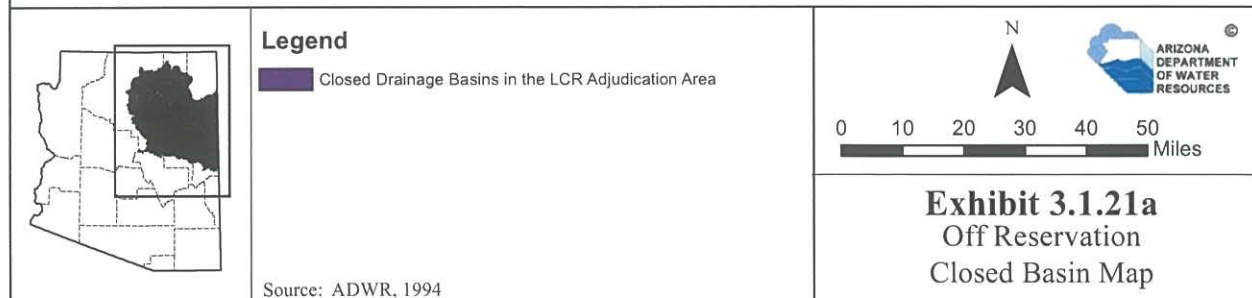 Legend
Closed Drainage Basins in the LCR Adjudication Area
Source: ADWR, 1994
N
©
ARIZONA
DEPARTMENT
OF WATER
RESOURCES
0 10 20 30 40 50
Miles
Exhibit 3.1.21a
Off Reservation
Closed Basin Map